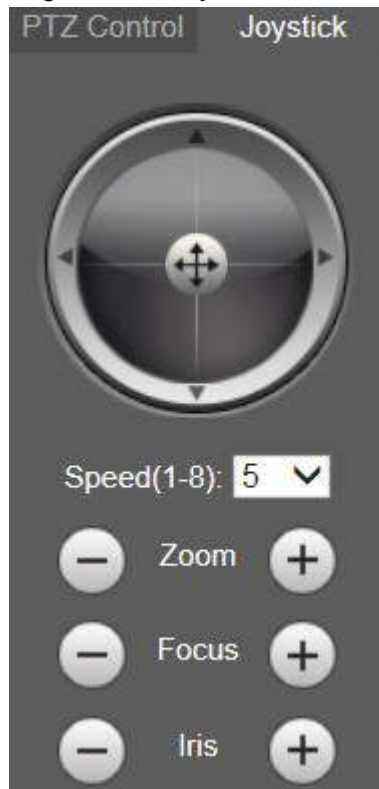 PTZ Control Joystick
Speed(1-8): 5
− Zoom +
− Focus +
− Iris +